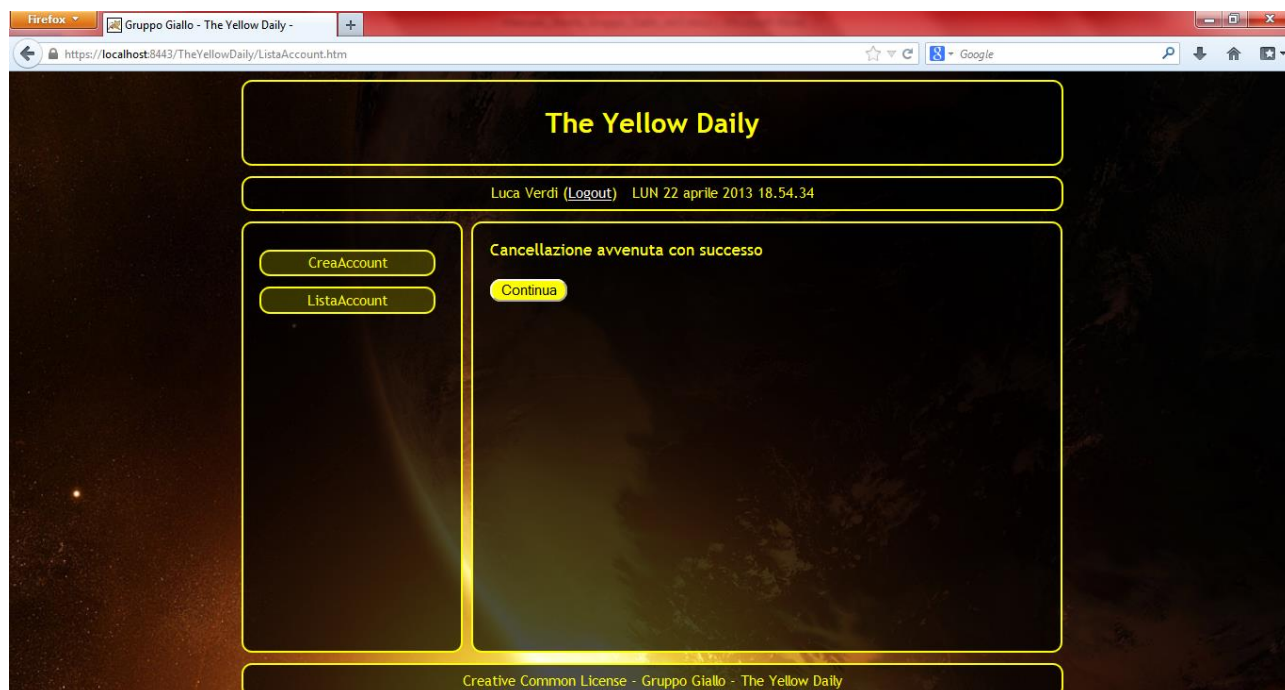 Firefox
Gruppo Giallo - The Yellow Daily -
https://localhost:8443/TheYellowDaily/ListaAccount.htm
Google
The Yellow Daily
Luca Verdi (Logout) LUN 22 aprile 2013 18.54.34
CreaAccount
ListaAccount
Cancellazione avvenuta con successo
Continua
Creative Common License - Gruppo Giallo - The Yellow Daily